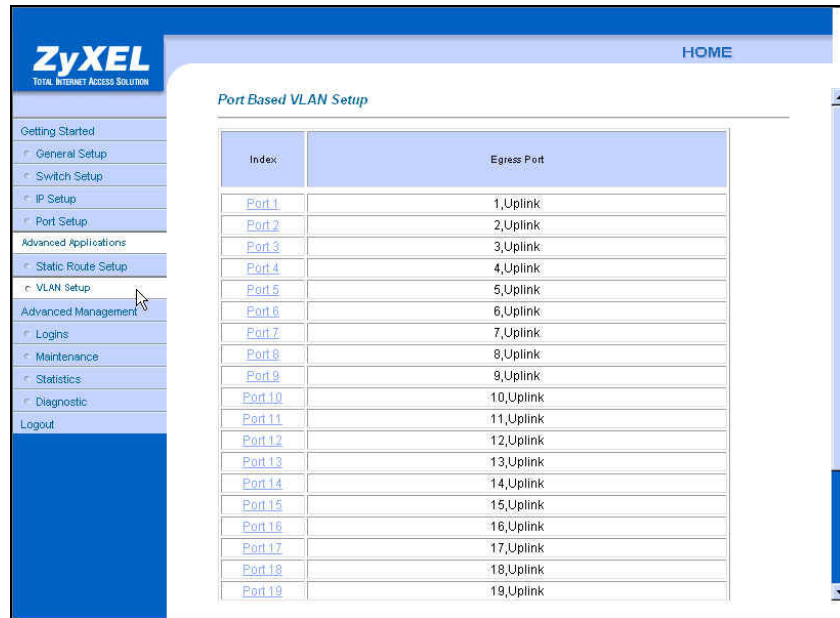 ZyXEL
TOTAL INTERNET ACCESS SOLUTION
HOME
Getting Started
General Setup
Switch Setup
IP Setup
Port Setup
Advanced Applications
Static Route Setup
VLAN Setup
Advanced Management
Logins
Maintenance
Statistics
Diagnostic
Logout
Port Based VLAN Setup
Index Egress Port
Port 1 1,Uplink
Port 2 2,Uplink
Port 3 3,Uplink
Port 4 4,Uplink
Port 5 5,Uplink
Port 6 6,Uplink
Port 7 7,Uplink
Port 8 8,Uplink
Port 9 9,Uplink
Port 10 10,Uplink
Port 11 11,Uplink
Port 12 12,Uplink
Port 13 13,Uplink
Port 14 14,Uplink
Port 15 15,Uplink
Port 16 16,Uplink
Port 17 17,Uplink
Port 18 18,Uplink
Port 19 19,Uplink